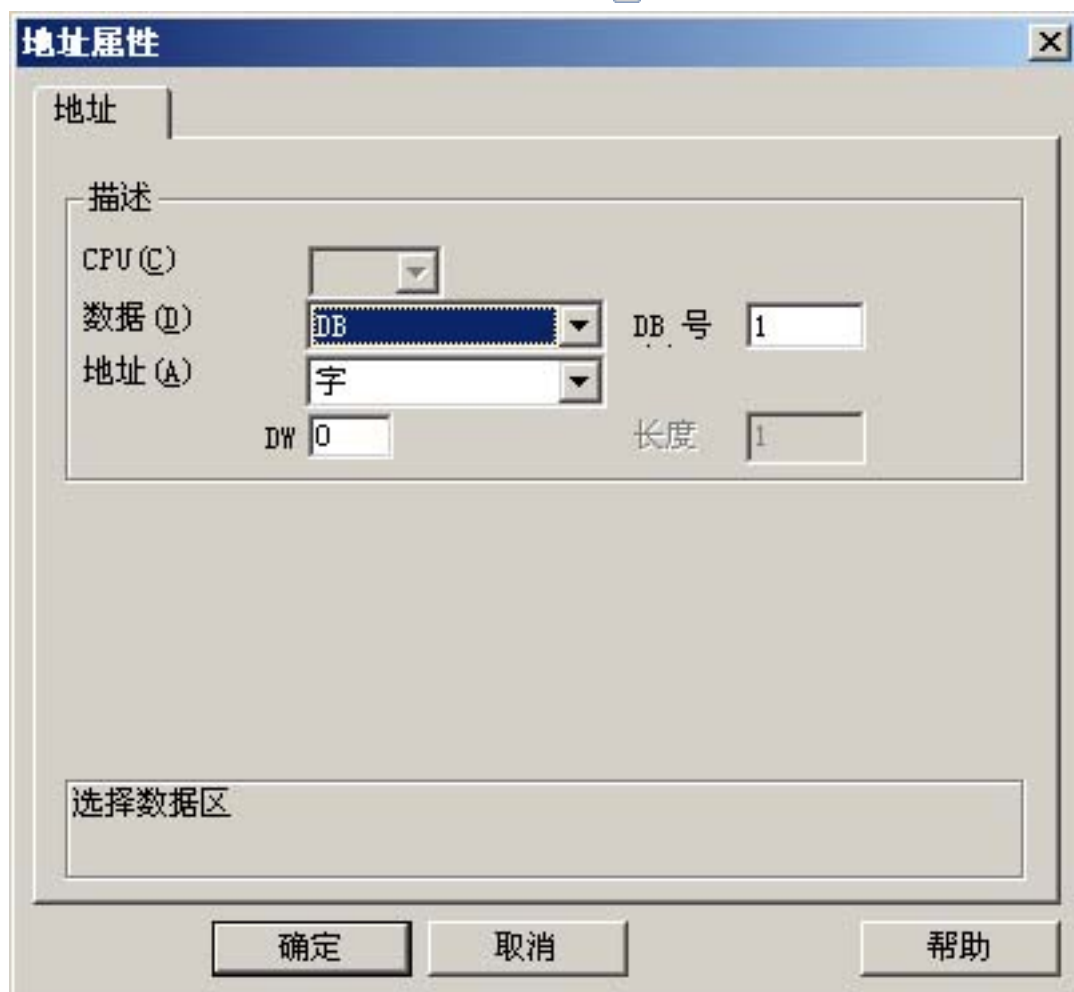 地址属性
地址
描述
CPU(C)
数据(D) DB DB 号 1
地址(A) 字
DW 0 长度 1
选择数据区
确定 取消 帮助